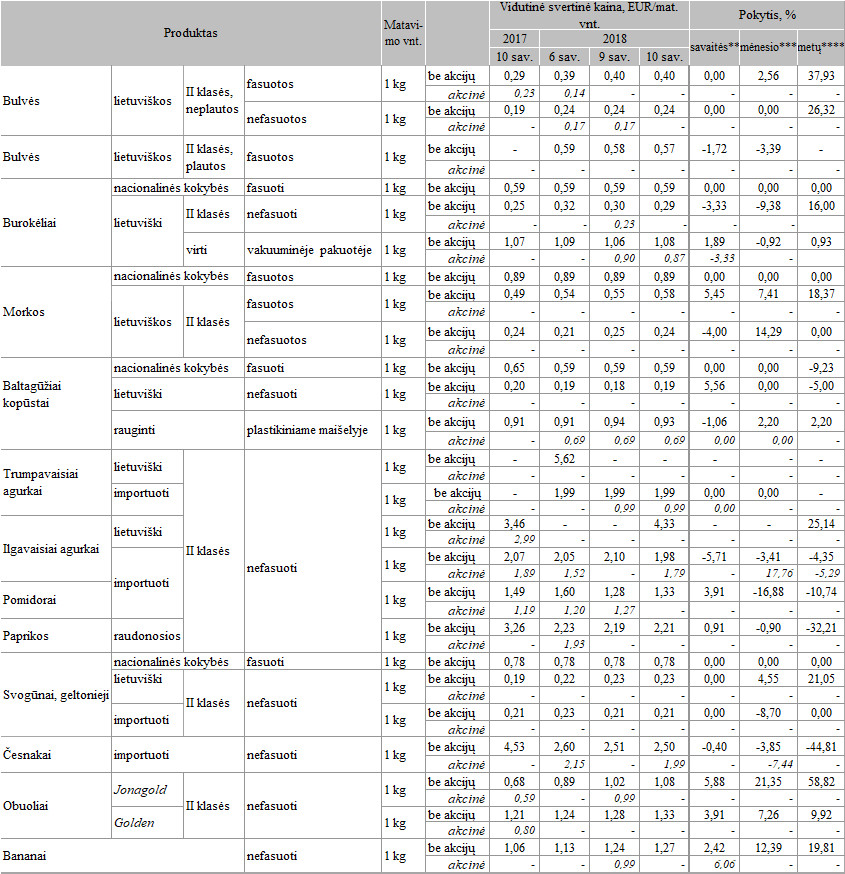 Produktas Matavi- Vidutinė svertinė kaina, EUR/mat. Pokytis, %
mo vnt. vnt.
2017 2018 savaitės** mėnesio*** metų****
10 sav. 6 sav. 9 sav. 10 sav.
Bulvės lietuviškos II klasės, neplautos fasuotos 1 kg be akcijų 0,29 0,39 0,40 0,40 0,00 2,56 37,93
akcinė 0,23 0,14 - - - - -
nefasuotos 1 kg be akcijų 0,19 0,24 0,24 0,24 0,00 0,00 26,32
akcinė - 0,17 0,17 - - - -
Bulvės lietuviškos II klasės, plautos fasuotos 1 kg be akcijų - 0,59 0,58 0,57 -1,72 -3,39 -
akcinė - - - - - - -
Burokėliai nacionalinės kokybės fasuoti 1 kg be akcijų 0,59 0,59 0,59 0,59 0,00 0,00 0,00
lietuviški II klasės nefasuoti 1 kg be akcijų 0,25 0,32 0,30 0,29 -3,33 -9,38 16,00
akcinė - - 0,23 - - - -
virti vakuuminėje pakuotėje 1 kg be akcijų 1,07 1,09 1,06 1,08 1,89 -0,92 0,93
akcinė - - 0,90 0,87 -3,33 - -
Morkos nacionalinės kokybės fasuotos 1 kg be akcijų 0,89 0,89 0,89 0,89 0,00 0,00 0,00
lietuviškos II klasės fasuotos 1 kg be akcijų 0,49 0,54 0,55 0,58 5,45 7,41 18,37
akcinė - - - - - - -
nefasuotos 1 kg be akcijų 0,24 0,21 0,25 0,24 -4,00 14,29 0,00
akcinė - - - - - - -
Baltagūžiai kopūstai nacionalinės kokybės fasuoti 1 kg be akcijų 0,65 0,59 0,59 0,59 0,00 0,00 -9,23
lietuviški nefasuoti 1 kg be akcijų 0,20 0,19 0,18 0,19 5,56 0,00 -5,00
akcinė - - - - - - -
rauginti plastikiniame maišelyje 1 kg be akcijų 0,91 0,91 0,94 0,93 -1,06 2,20 2,20
akcinė - 0,69 0,69 0,69 0,00 0,00 -
Trumpavaisiai agurkai lietuviški II klasės nefasuoti 1 kg be akcijų - 5,62 - - - - -
akcinė - - - - - - -
importuoti 1 kg be akcijų - 1,99 1,99 1,99 0,00 0,00 -
akcinė - - 0,99 0,99 0,00 - -
Ilgavaisiai agurkai lietuviški 1 kg be akcijų 3,46 - - 4,33 - - 25,14
akcinė 2,99 - - - - - -
importuoti 1 kg be akcijų 2,07 2,05 2,10 1,98 -5,71 -3,41 -4,35
akcinė 1,89 1,52 - 1,79 - 17,76 -5,29
Pomidorai 1 kg be akcijų 1,49 1,60 1,28 1,33 3,91 -16,88 -10,74
akcinė 1,19 1,20 1,27 - - - -
Paprikos raudonosios 1 kg be akcijų 3,26 2,23 2,19 2,21 0,91 -0,90 -32,21
akcinė - 1,93 - - - - -
Svogūnai, geltonieji nacionalinės kokybės fasuoti 1 kg be akcijų 0,78 0,78 0,78 0,78 0,00 0,00 0,00
lietuviški II klasės nefasuoti 1 kg be akcijų 0,19 0,22 0,23 0,23 0,00 4,55 21,05
akcinė - - - - - - -
importuoti 1 kg be akcijų 0,21 0,23 0,21 0,21 0,00 -8,70 0,00
akcinė - - - - - - -
Česnakai importuoti nefasuoti 1 kg be akcijų 4,53 2,60 2,51 2,50 -0,40 -3,85 -44,81
akcinė - 2,15 - 1,99 - -7,44 -
Obuoliai Jonagold II klasės nefasuoti 1 kg be akcijų 0,68 0,89 1,02 1,08 5,88 21,35 58,82
akcinė 0,59 - 0,99 - - - -
Golden 1 kg be akcijų 1,21 1,24 1,28 1,33 3,91 7,26 9,92
akcinė 0,80 - - - - - -
Bananai nefasuoti 1 kg be akcijų 1,06 1,13 1,24 1,27 2,42 12,39 19,81
akcinė - - 0,99 - 6,06 - -